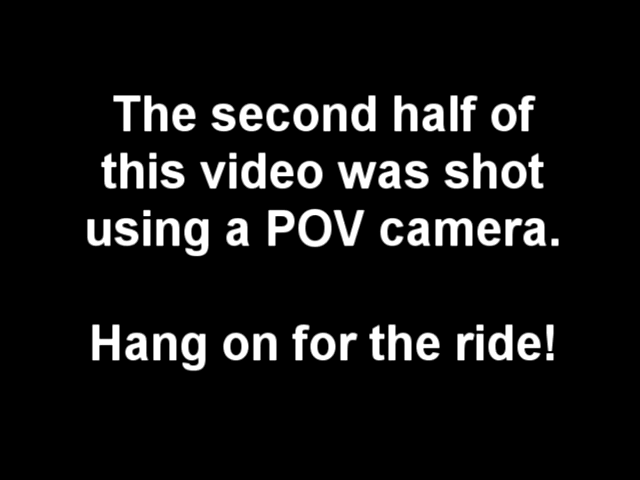 The second half of
this video was shot
using a POV camera.
Hang on for the ride!